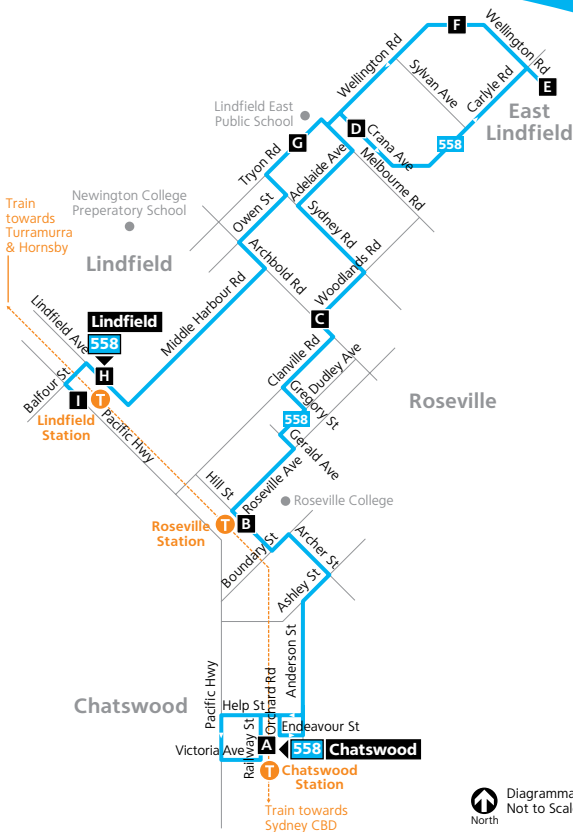 F
Wellington Rd
Wellington Rd
E
Sylvan Ave
Carlyle Rd
East
Lindfield
Lindfield East
Public School
D
Crana Ave
558
G
Tryon Rd
Adelaide Ave
Melbourne Rd
Train
towards
Turramurra
& Hornsby
Newington College
Preperatory School
Owen St
Sydney Rd
Lindfield
Archbold Rd
Woodlands Rd
Middle Harbour Rd
Lindfield Ave
Lindfield
558
H
C
Clanville Rd
Dudley Ave
Gregory St
Balfour St
I
T
Lindfield
Station
Pacific Hwy
Roseville
558
Gerald Ave
Roseville Ave
Hill St
Roseville College
Roseville
Station
T
B
Boundary St
Archer St
Ashley St
Anderson St
Pacific Hwy
Orchard Rd
Chatswood
Help St
Railway St
Endeavour St
Victoria Ave
A
558
Chatswood
T
Chatswood
Station
Train towards
Sydney CBD
North
Diagramma
Not to Scal